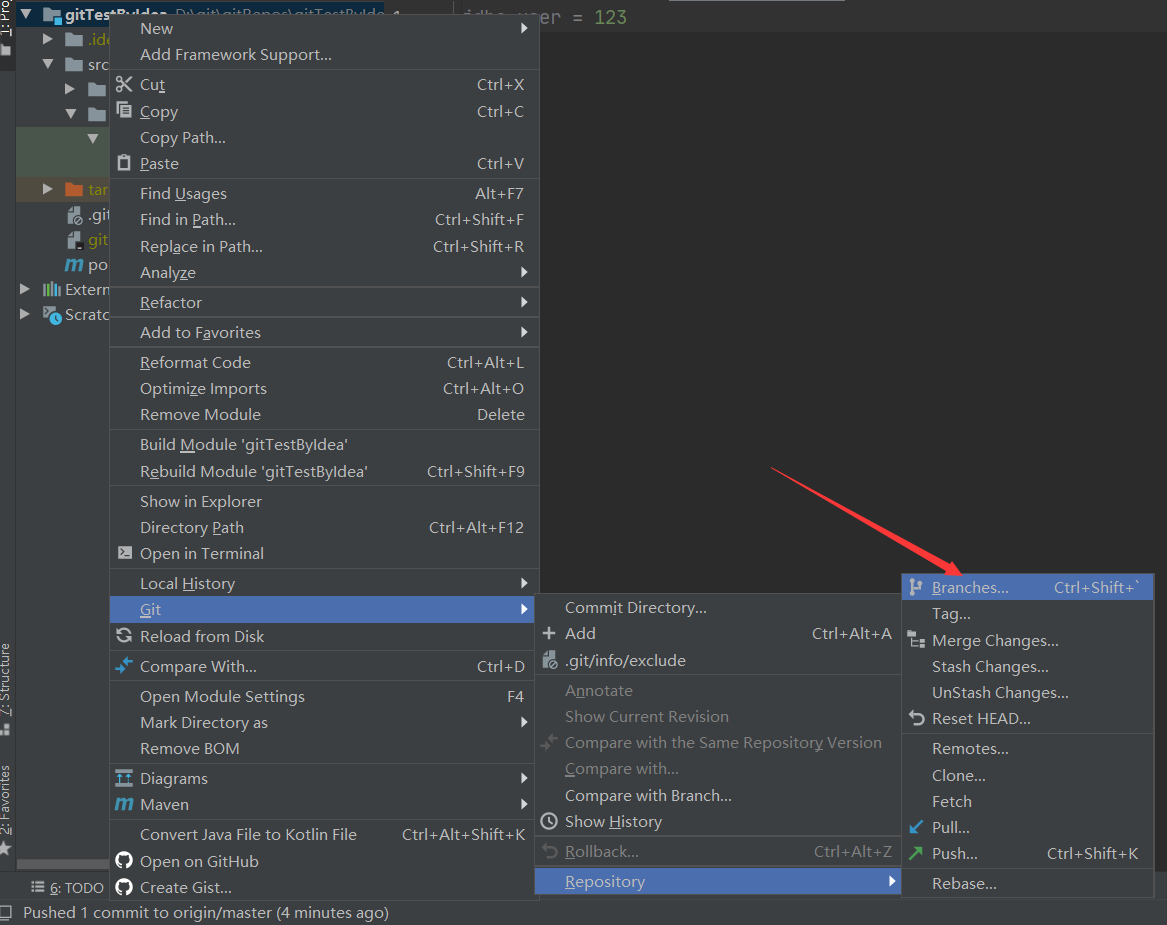 1: Pro
gitTestByIdea D:\git\gitRepos\gitTestByIde
1
jdbc.user = 123
.ide
src
tar
.git
git
po
Extern
Scratc
New
Add Framework Support...
Cut Ctrl+X
Copy Ctrl+C
Copy Path...
Paste Ctrl+V
Find Usages Alt+F7
Find in Path... Ctrl+Shift+F
Replace in Path... Ctrl+Shift+R
Analyze
Refactor
Add to Favorites
Reformat Code Ctrl+Alt+L
Optimize Imports Ctrl+Alt+O
Remove Module Delete
Build Module 'gitTestByIdea'
Rebuild Module 'gitTestByIdea' Ctrl+Shift+F9
Show in Explorer
Directory Path Ctrl+Alt+F12
Open in Terminal
Local History
Git
Reload from Disk
Compare With... Ctrl+D
Open Module Settings F4
Mark Directory as
Remove BOM
Diagrams
Maven
Convert Java File to Kotlin File Ctrl+Alt+Shift+K
Open on GitHub
Create Gist...
Commit Directory...
Add Ctrl+Alt+A
.git/info/exclude
Annotate
Show Current Revision
Compare with the Same Repository Version
Compare with...
Compare with Branch...
Show History
Rollback... Ctrl+Alt+Z
Repository
Branches... Ctrl+Shift+`
Tag...
Merge Changes...
Stash Changes...
UnStash Changes...
Reset HEAD...
Remotes...
Clone...
Fetch
Pull...
Push... Ctrl+Shift+K
Rebase...
7: Structure
2: Favorites
6: TODO
Pushed 1 commit to origin/master (4 minutes ago)